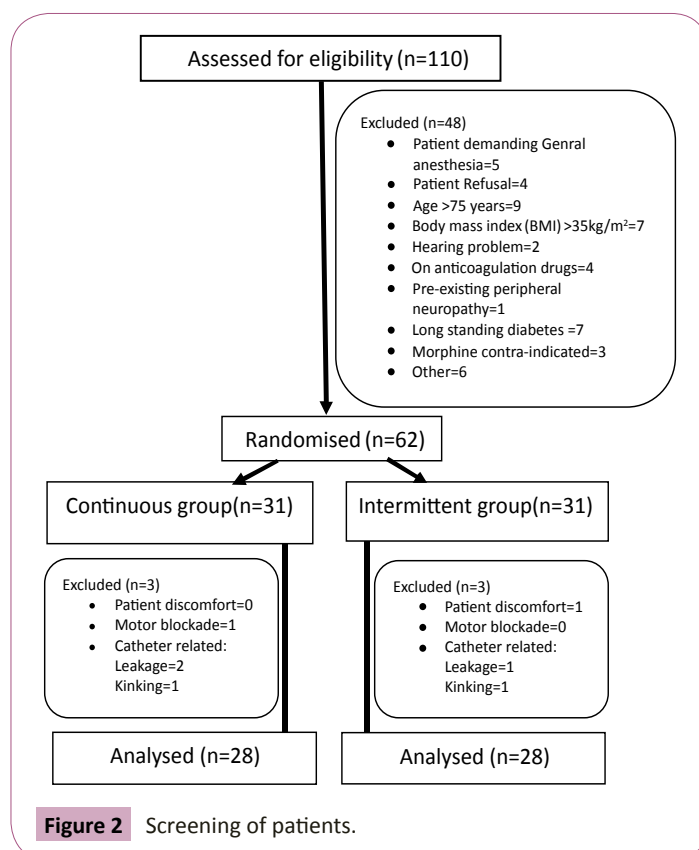 Assessed for eligibility (n=110)
Excluded (n=48)
● Patient demanding Genral
anesthesia=5
● Patient Refusal=4
● Age >75 years=9
● Body mass index (BMI) >35kg/m²=7
● Hearing problem=2
● On anticoagulation drugs=4
● Pre-existing peripheral
neuropathy=1
● Long standing diabetes =7
● Morphine contra-indicated=3
● Other=6
Randomised (n=62)
Continuous group(n=31)
Intermittent group(n=31)
Excluded (n=3)
● Patient discomfort=0
● Motor blockade=1
● Catheter related:
Leakage=2
Kinking=1
Excluded (n=3)
● Patient discomfort=1
● Motor blockade=0
● Catheter related:
Leakage=1
Kinking=1
Analysed (n=28)
Analysed (n=28)
Figure 2 Screening of patients.